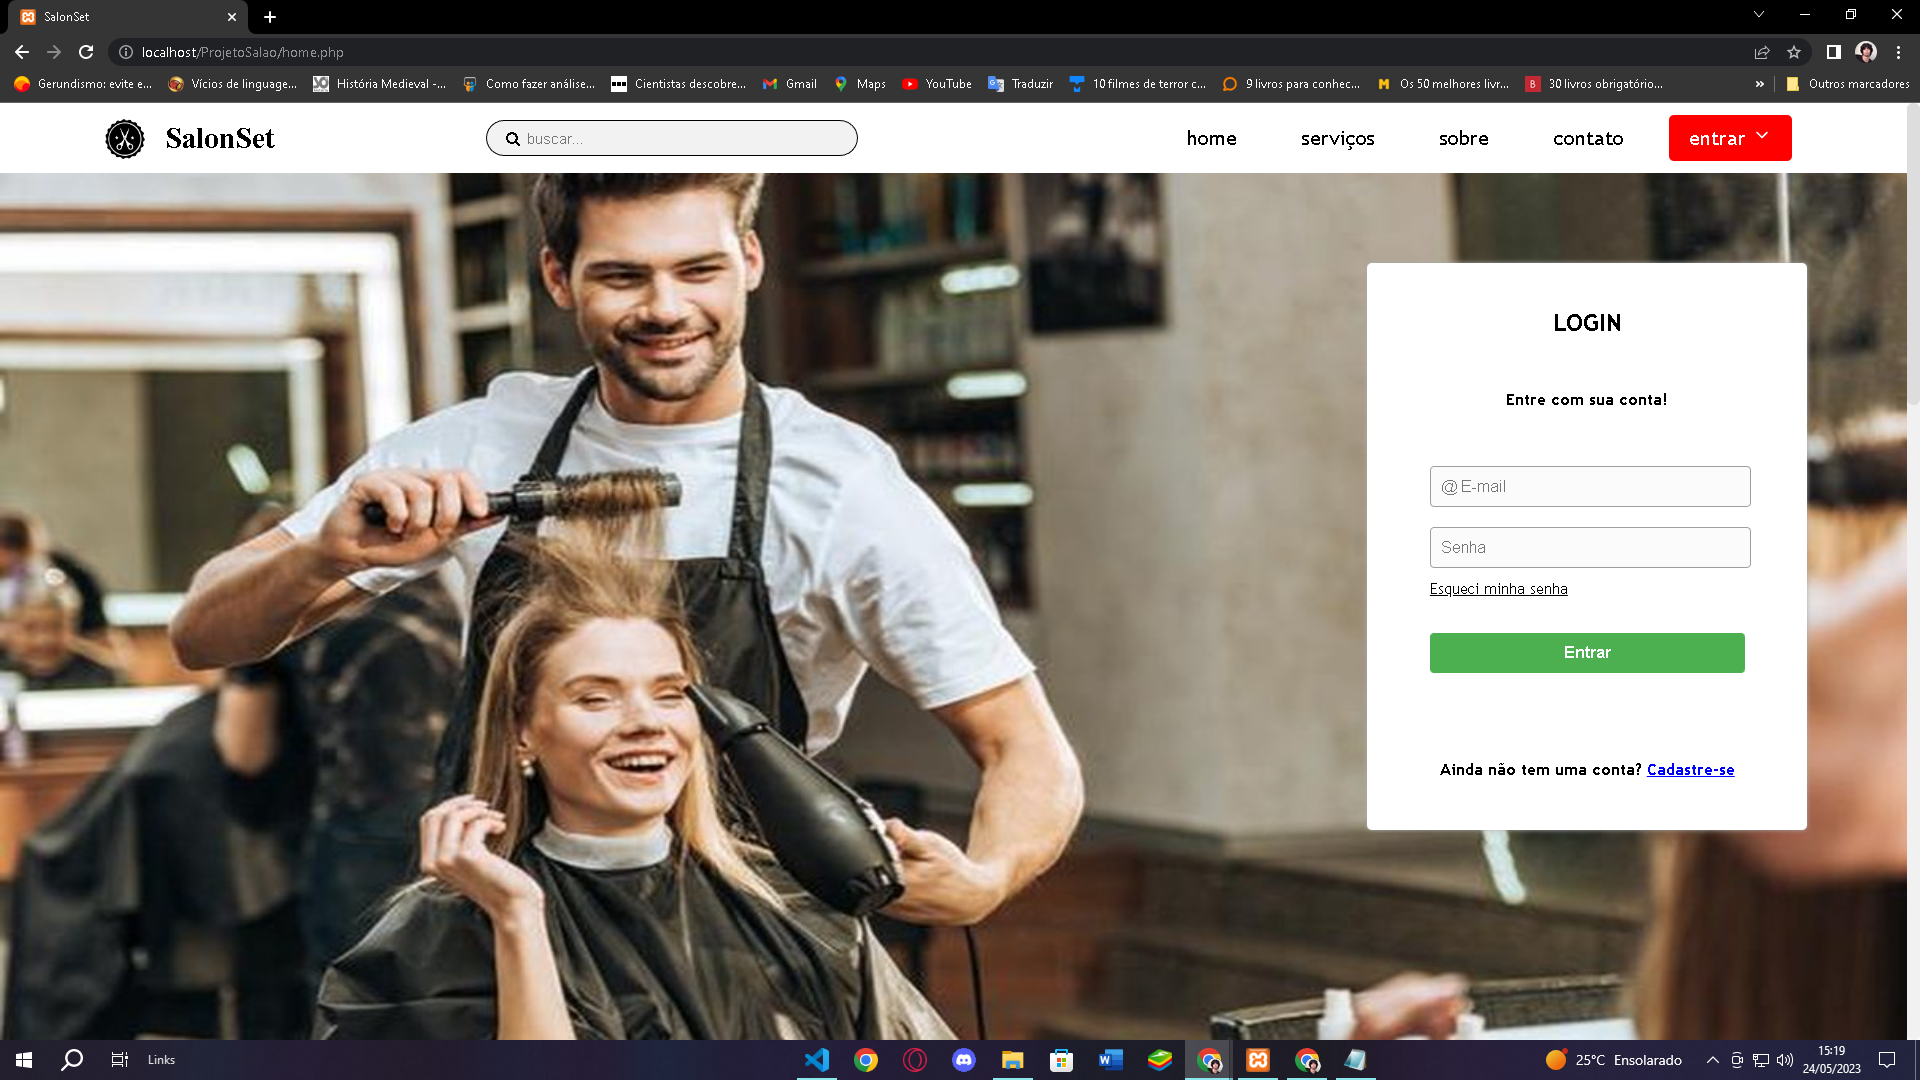 SalonSet
localhost/ProjetoSalao/home.php
Gerundismo: evite e...
Vícios de linguage...
História Medieval -...
Como fazer análise...
Cientistas descobre...
Gmail
Maps
YouTube
Traduzir
10 filmes de terror c...
9 livros para conhec...
Os 50 melhores livr...
30 livros obrigatório...
»
Outros marcadores
SalonSet
buscar...
home
serviços
sobre
contato
entrar
LOGIN
Entre com sua conta!
@E-mail
Senha
Esqueci minha senha
Entrar
Ainda não tem uma conta? Cadastre-se
Links
25°C Ensolarado
15:19
24/05/2023